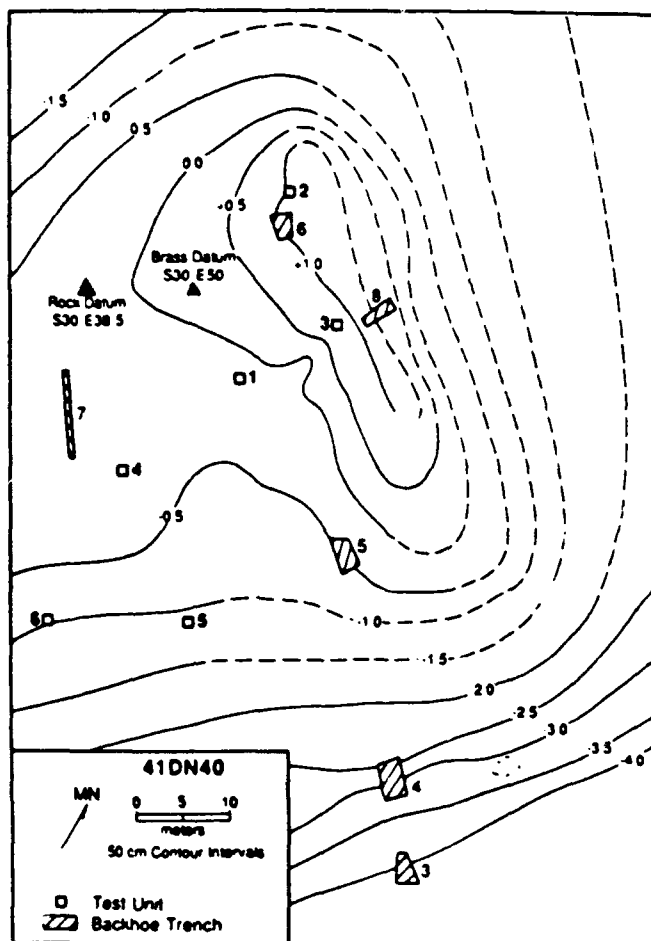 -1.5
-1.0
0.5
0.0
+0.5
2
6
+1.0
Brass Datum
S30 E50
Rock Datum
S30 E38.5
8
3
1
7
4
-0.5
5
6
5
-1.0
-1.5
2.0
-2.5
-3.0
-3.5
-4.0
4
3
41DN40
MN
0 5 10
meters
50 cm Contour Intervals
Test Unit
Backhoe Trench